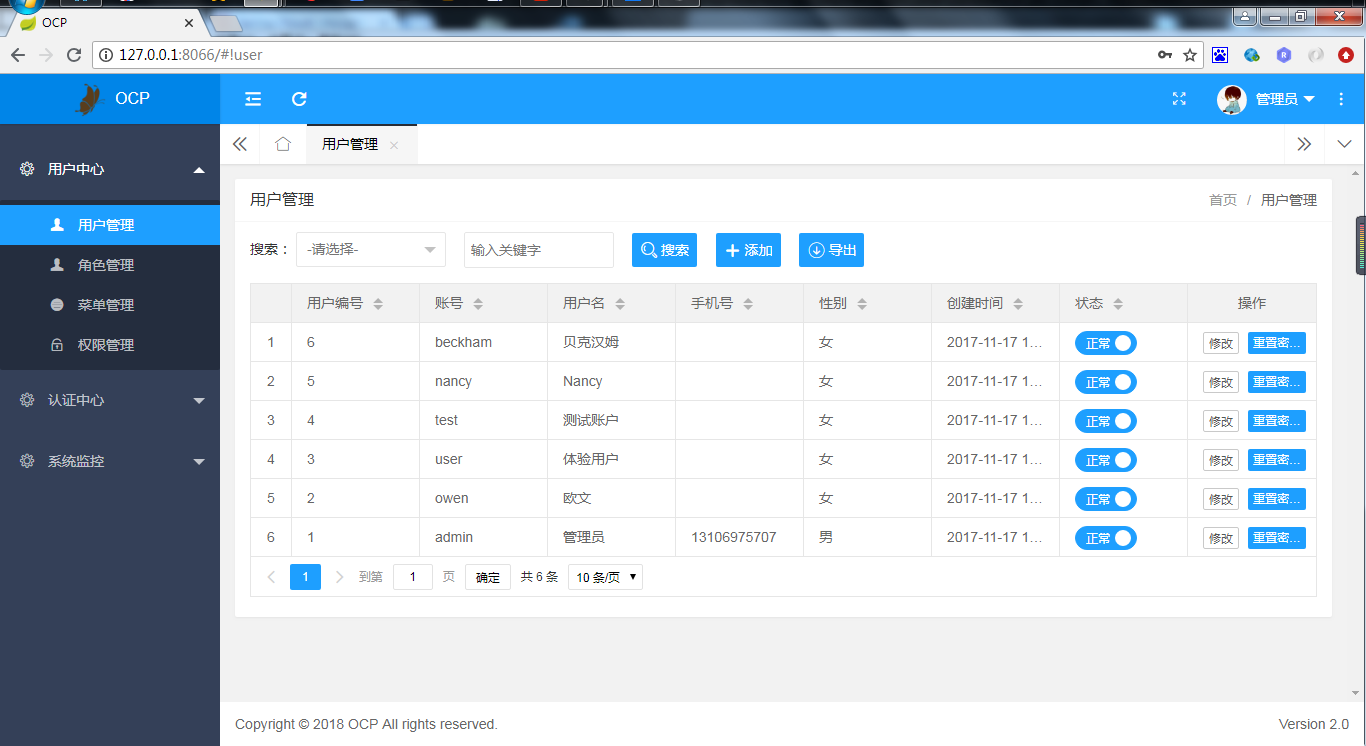 OCP
127.0.0.1:8066/#!user
OCP
管理员
用户中心
用户管理
角色管理
菜单管理
权限管理
认证中心
系统监控
用户管理
用户管理
首页 / 用户管理
搜索： -请选择- 输入关键字 搜索 添加 导出
用户编号 账号 用户名 手机号 性别 创建时间 状态 操作
1 6 beckham 贝克汉姆 女 2017-11-17 1... 正常 修改 重置密...
2 5 nancy Nancy 女 2017-11-17 1... 正常 修改 重置密...
3 4 test 测试账户 女 2017-11-17 1... 正常 修改 重置密...
4 3 user 体验用户 女 2017-11-17 1... 正常 修改 重置密...
5 2 owen 欧文 女 2017-11-17 1... 正常 修改 重置密...
6 1 admin 管理员 13106975707 男 2017-11-17 1... 正常 修改 重置密...
1 到第 1 页 确定 共 6 条 10 条/页
Copyright © 2018 OCP All rights reserved.
Version 2.0